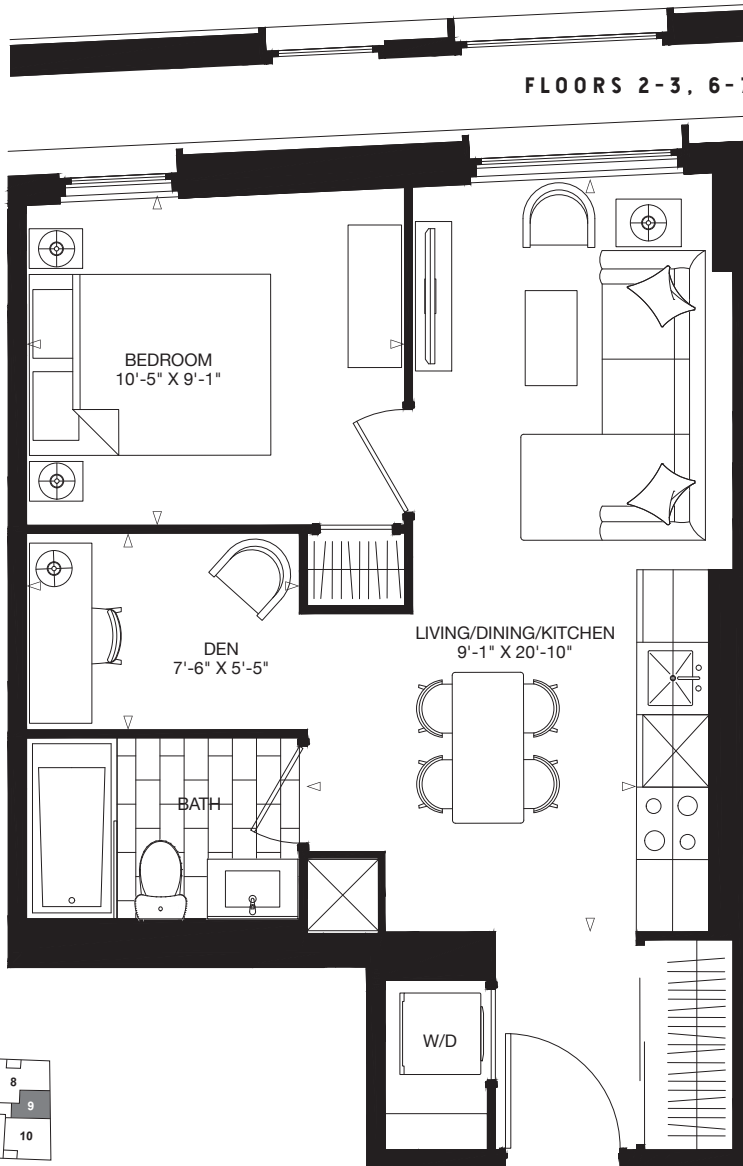 FLOORS 2-3, 6-
BEDROOM
10'-5" X 9'-1"
LIVING/DINING/KITCHEN
9'-1" X 20'-10"
DEN
7'-6" X 5'-5"
BATH
W/D
8
9
10